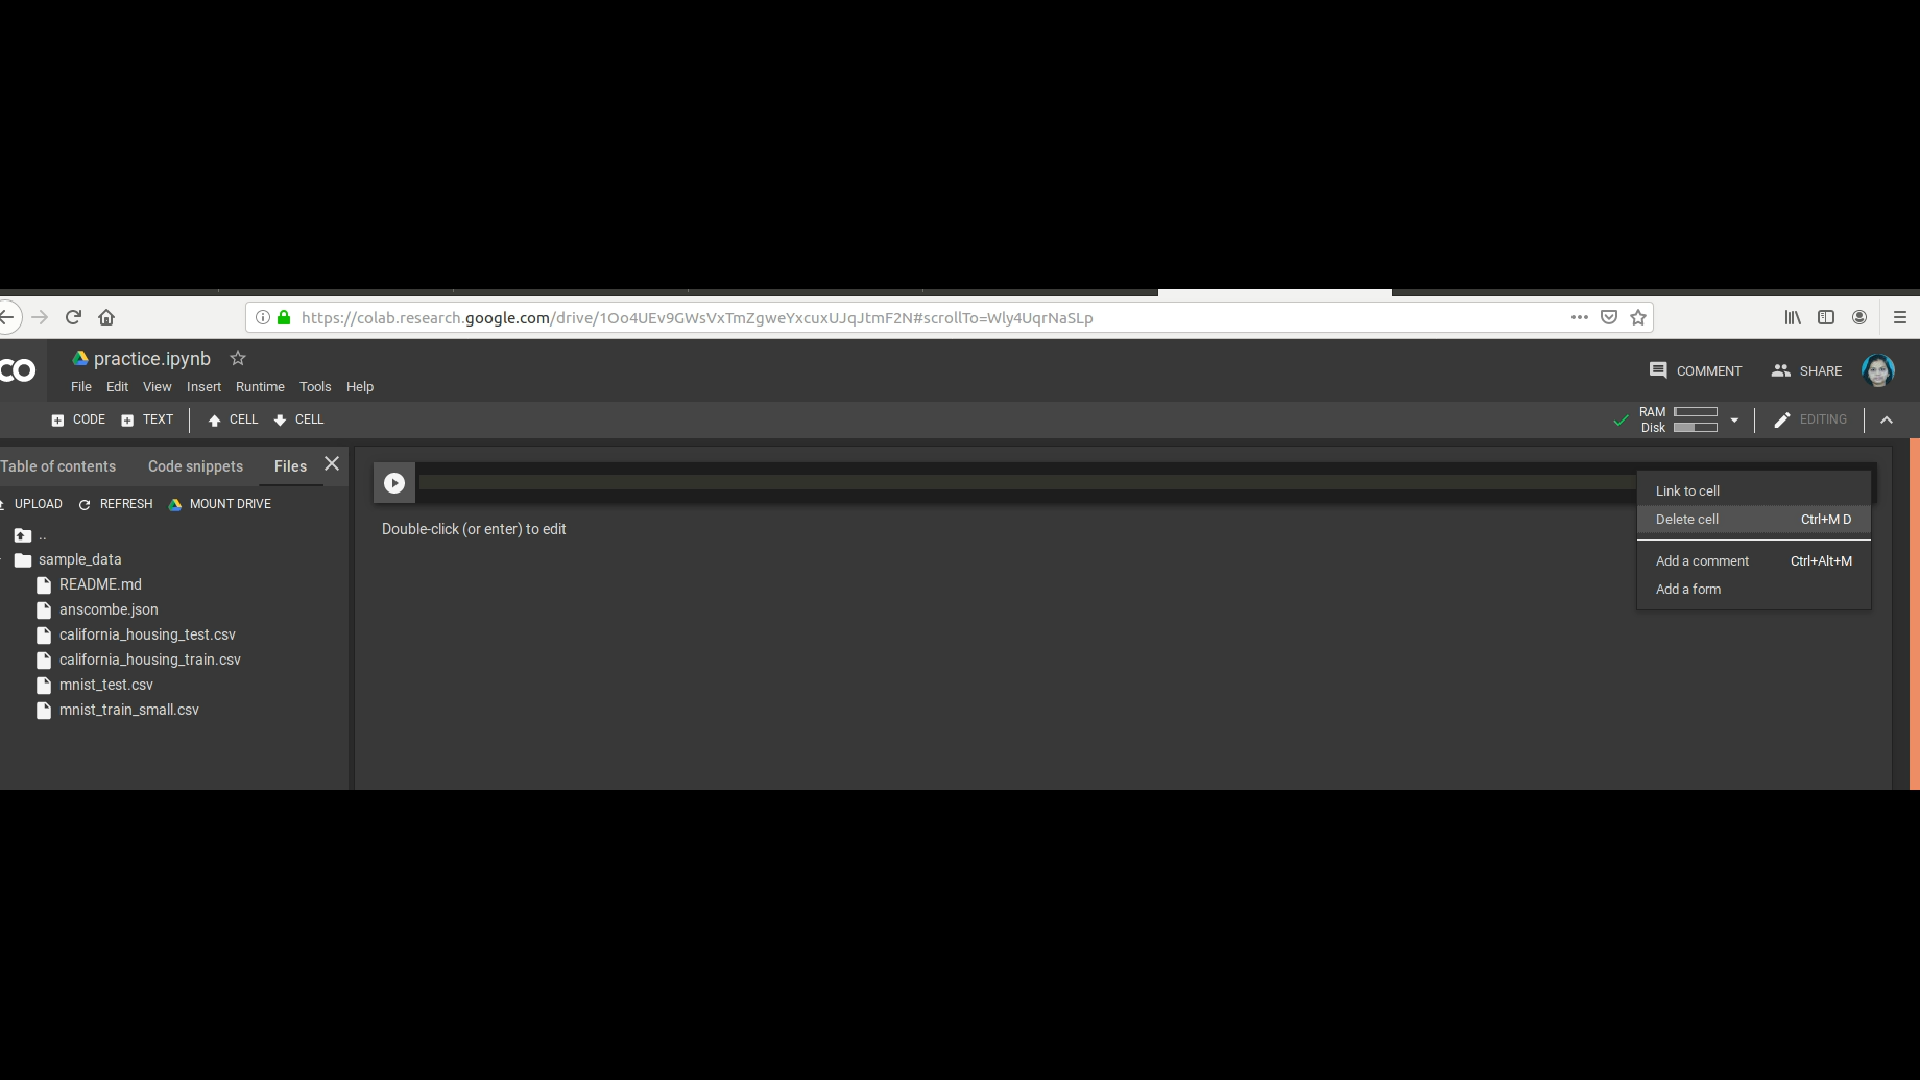 https://colab.research.google.com/drive/1Oo4UEv9GWsVxTmZgweYxcuxUJqJtmF2N#scrollTo=Wly4UqrNaSLp
CO
practice.ipynb
COMMENT SHARE
File Edit View Insert Runtime Tools Help
CODE TEXT CELL CELL
RAM
Disk
EDITING
Table of contents Code snippets Files
UPLOAD REFRESH MOUNT DRIVE
..
sample_data
README.md
anscombe.json
california_housing_test.csv
california_housing_train.csv
mnist_test.csv
mnist_train_small.csv
Double-click (or enter) to edit
Link to cell
Delete cell Ctrl+M D
Add a comment Ctrl+Alt+M
Add a form